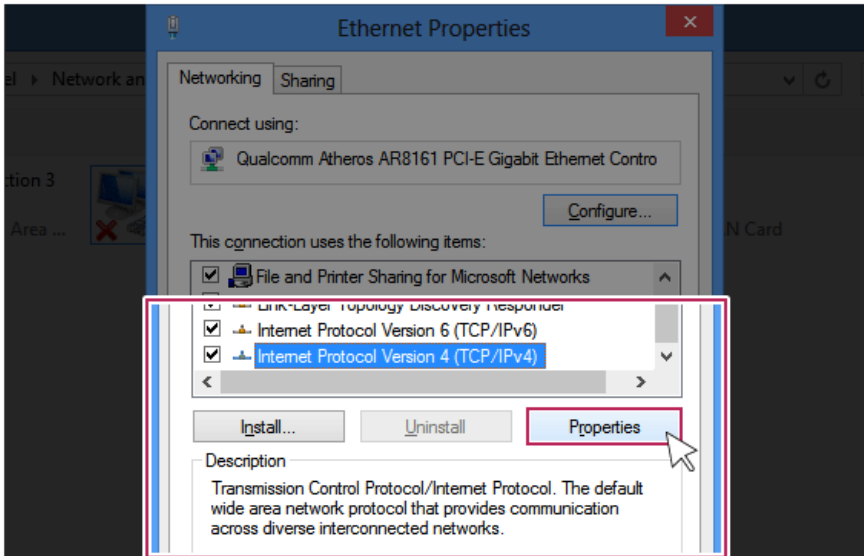 Ethernet Properties
el ▸ Network an
Networking
Sharing
Connect using:
Qualcomm Atheros AR8161 PCI-E Gigabit Ethernet Contro
ction 3
Area ...
Configure...
N Card
This connection uses the following items:
File and Printer Sharing for Microsoft Networks
Link-Layer Topology Discovery Responder
Internet Protocol Version 6 (TCP/IPv6)
Internet Protocol Version 4 (TCP/IPv4)
Install...
Uninstall
Properties
Description
Transmission Control Protocol/Internet Protocol. The default
wide area network protocol that provides communication
across diverse interconnected networks.